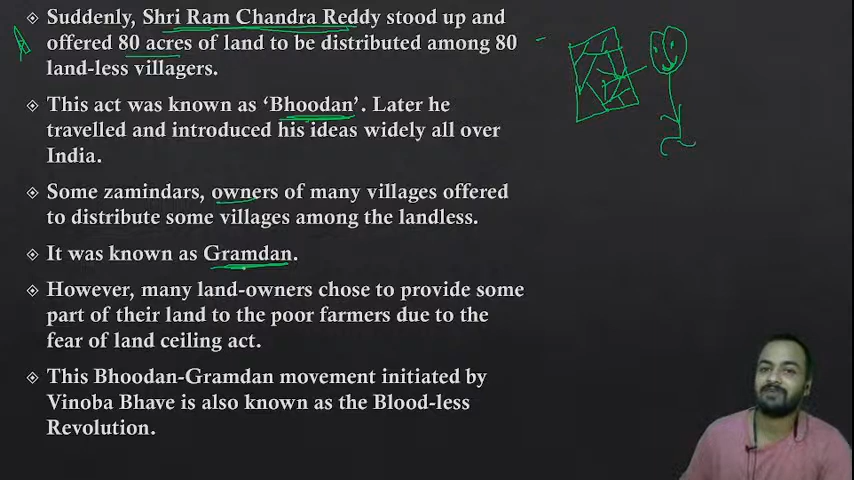 Suddenly, Shri Ram Chandra Reddy stood up and
offered 80 acres of land to be distributed among 80
land-less villagers.
This act was known as ‘Bhoodan’. Later he
travelled and introduced his ideas widely all over
India.
Some zamindars, owners of many villages offered
to distribute some villages among the landless.
It was known as Gramdan.
However, many land-owners chose to provide some
part of their land to the poor farmers due to the
fear of land ceiling act.
This Bhoodan-Gramdan movement initiated by
Vinoba Bhave is also known as the Blood-less
Revolution.